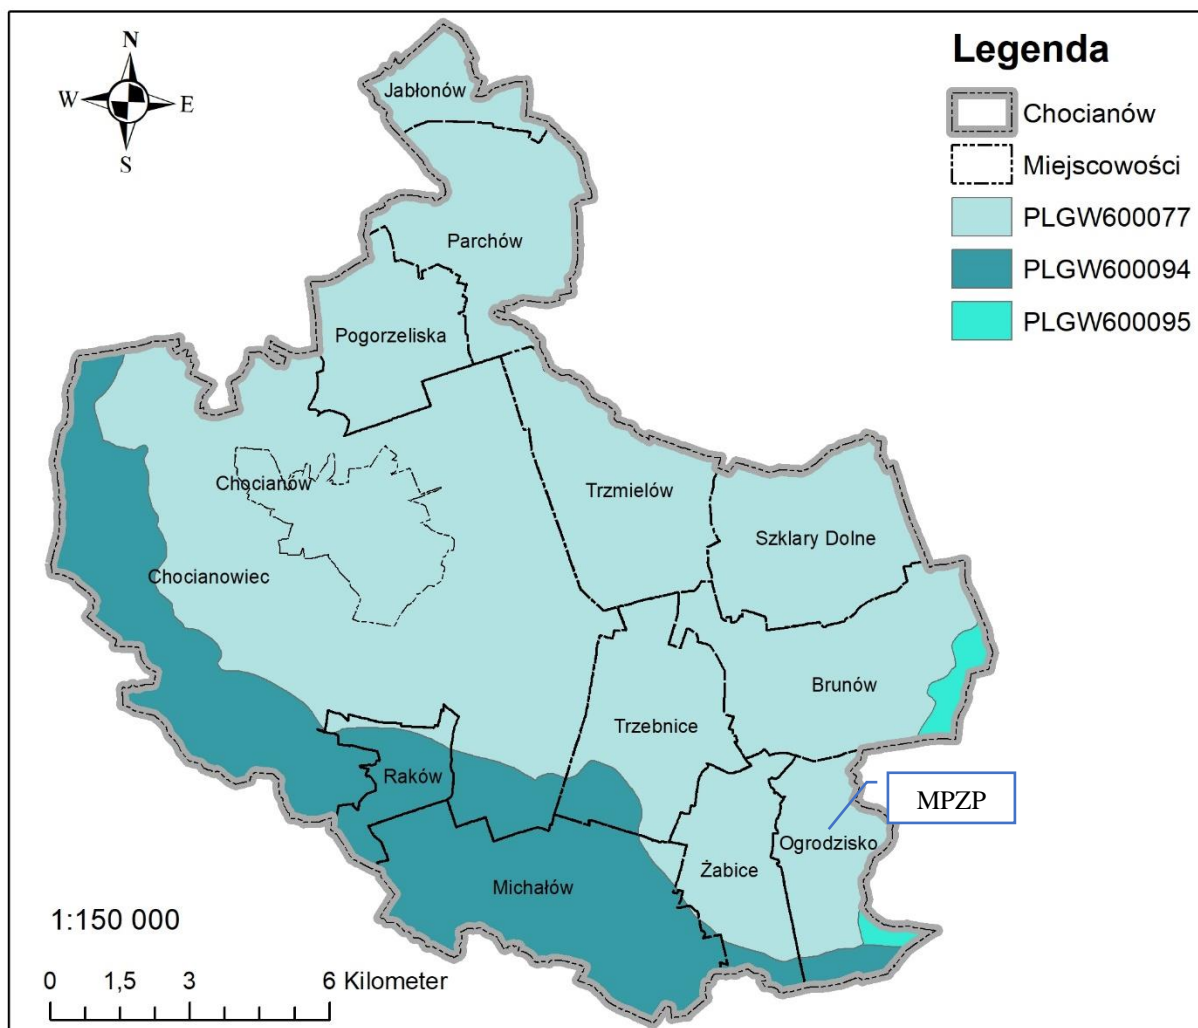 N
W
E
S
Legenda
Chocianów
Miejscowości
PLGW600077
PLGW600094
PLGW600095
Jabłonów
Parchów
Pogorzeliska
Chocianów
Trzmielów
Szklary Dolne
Chocianowiec
Brunów
Trzebnice
Raków
MPZP
Ogrodzisko
Żabice
Michałów
1:150 000
0 1,5 3 6 Kilometer